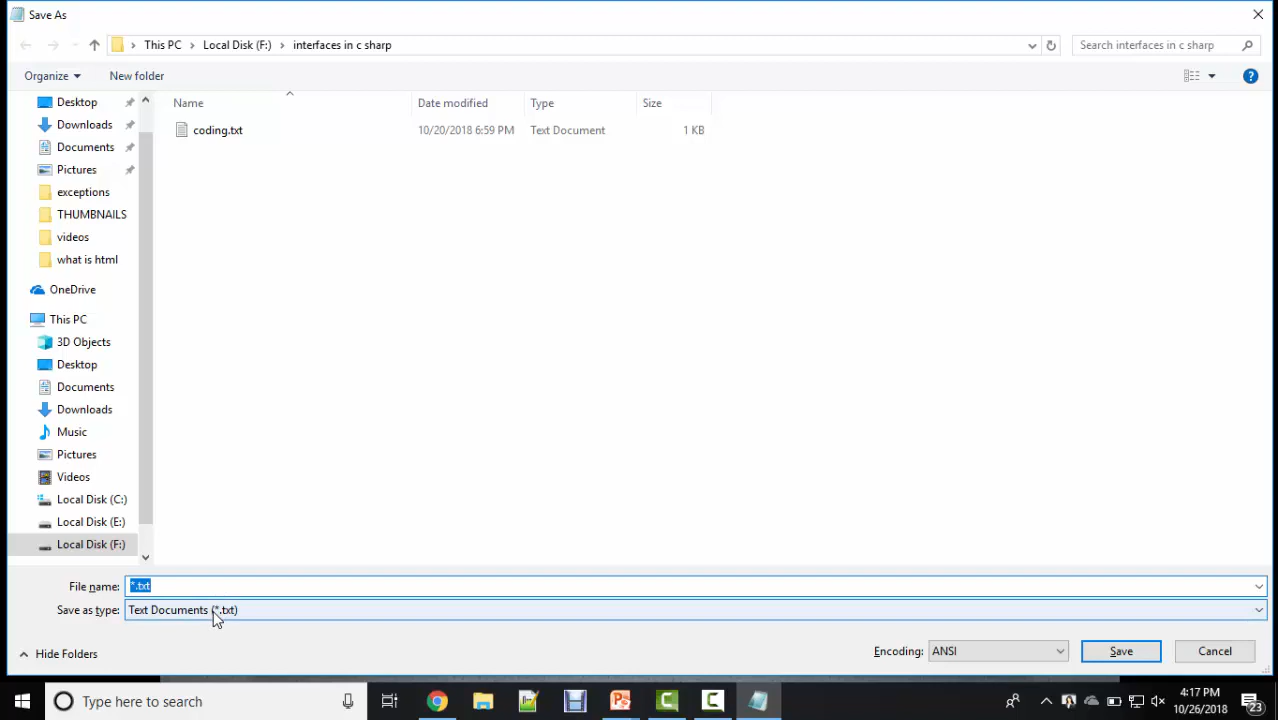 Save As
This PC
Local Disk (F:)
interfaces in c sharp
Search interfaces in c sharp
Organize
New folder
Name
Date modified
Type
Size
coding.txt
10/20/2018 6:59 PM
Text Document
1 KB
Desktop
Downloads
Documents
Pictures
exceptions
THUMBNAILS
videos
what is html
OneDrive
This PC
3D Objects
Desktop
Documents
Downloads
Music
Pictures
Videos
Local Disk (C:)
Local Disk (E:)
Local Disk (F:)
File name: *.txt
Save as type: Text Documents (*.txt)
Hide Folders
Encoding: ANSI
Save
Cancel
Type here to search
4:17 PM
10/26/2018
23